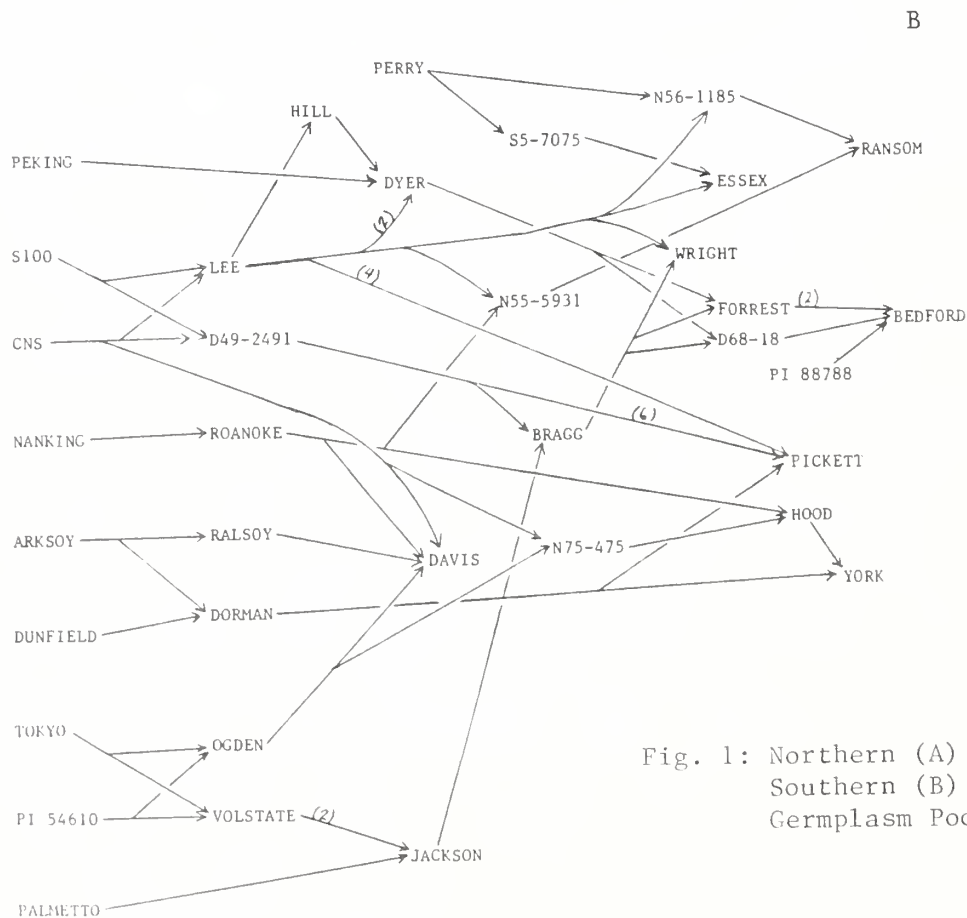 B
PERRY
N56-1185
HILL
S5-7075
RANSOM
PEKING
DYER
ESSEX
(2)
S100
LEE
WRIGHT
(4)
N55-5931
FORREST
(2)
BEDFORD
CNS
D49-2491
D68-18
PI 88788
(6)
NANKING
ROANOKE
BRAGG
PICKETT
HOOD
ARKSOY
RALSOY
DAVIS
N75-475
YORK
DUNFIELD
DORMAN
TOKYO
OGDEN
PI 54610
VOLSTATE
(2)
JACKSON
PALMETTO
Fig. 1: Northern (A)
Southern (B)
Germplasm Poo